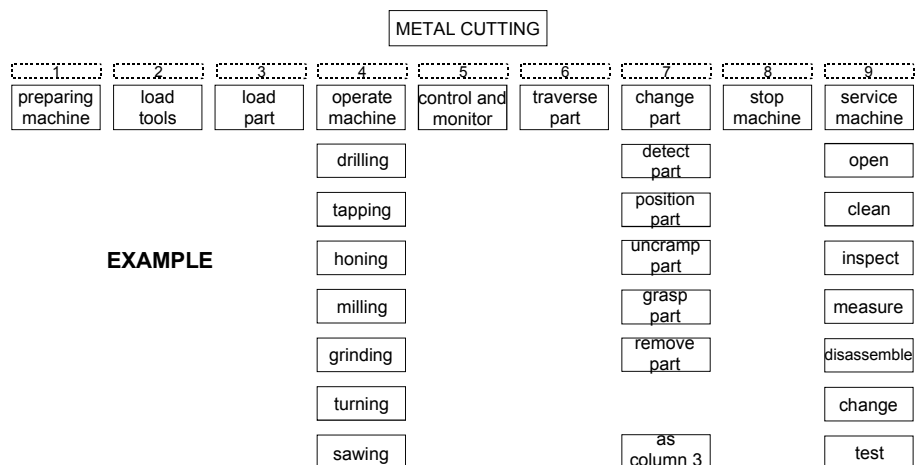 METAL CUTTING
1 2 3 4 5 6 7 8 9
preparing machine
load tools
load part
operate machine
control and monitor
traverse part
change part
stop machine
service machine
drilling
detect part
open
tapping
position part
clean
EXAMPLE
honing
uncramp part
inspect
milling
grasp part
measure
grinding
remove part
disassemble
turning
change
sawing
as column 3
test